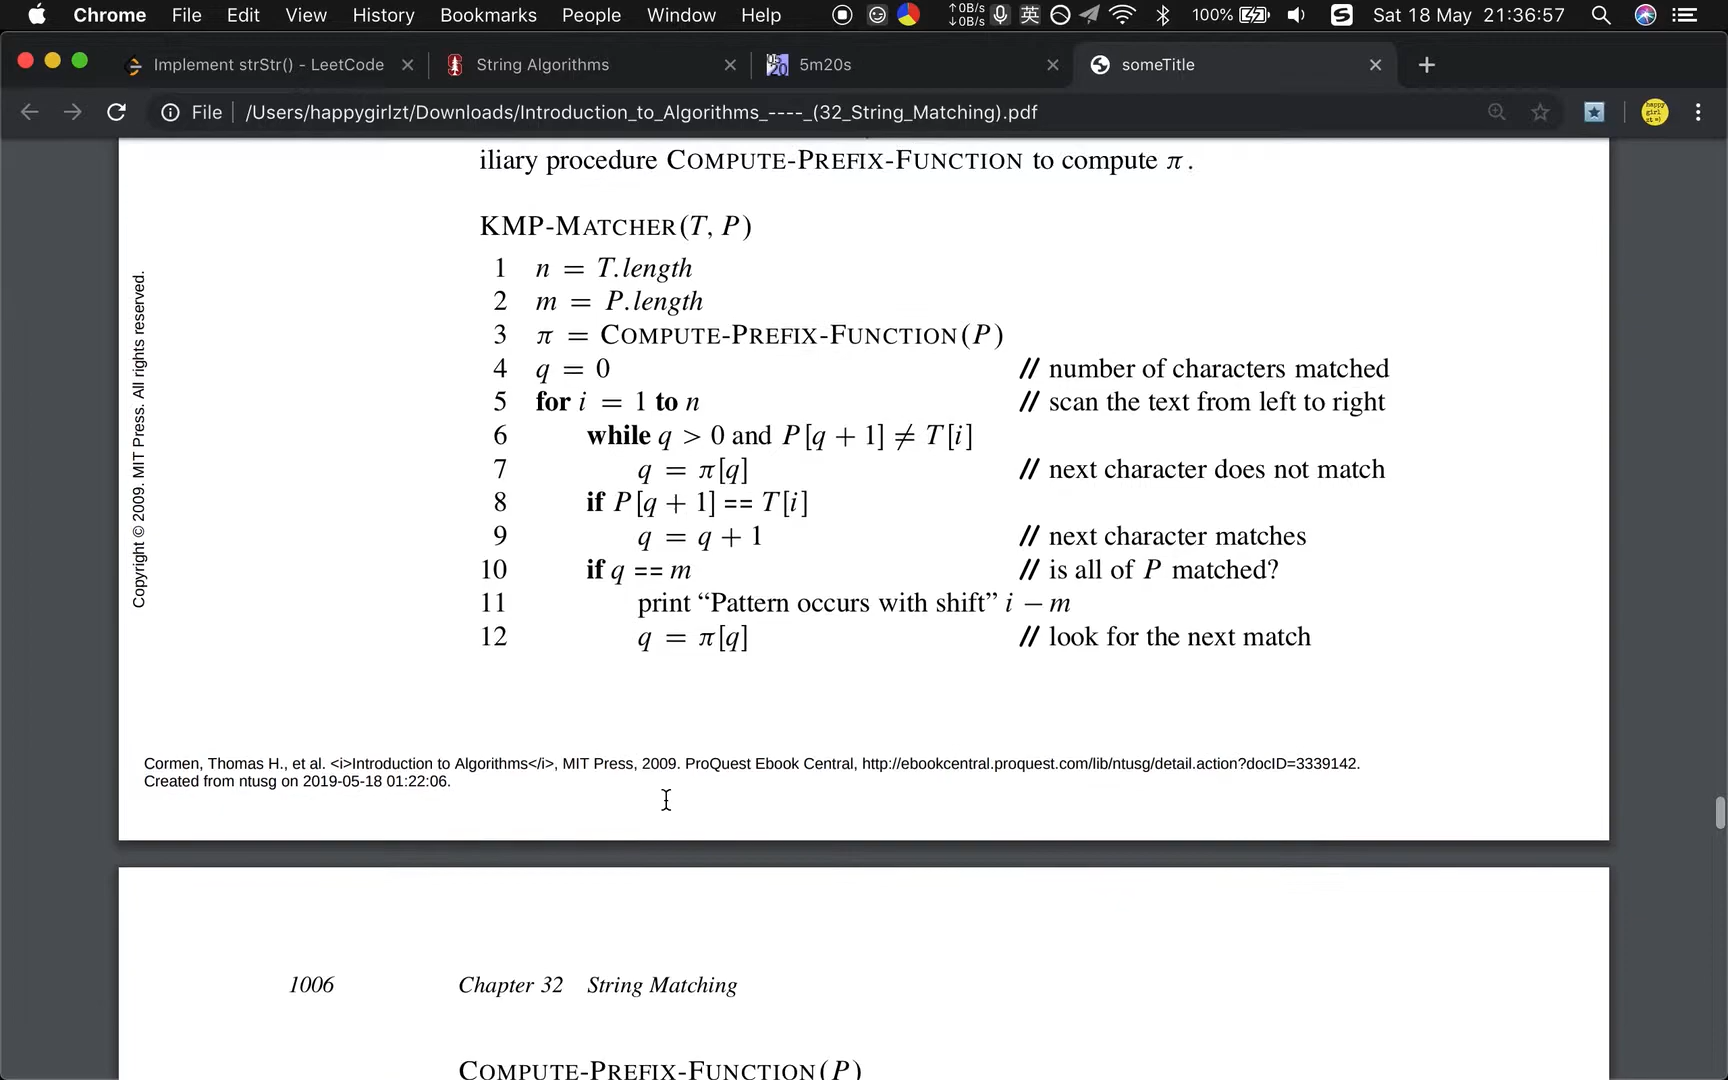 Chrome File Edit View History Bookmarks People Window Help ↑0B/s ↓0B/s 英 100% S Sat 18 May 21:36:57
Implement strStr() - LeetCode String Algorithms 5m20s someTitle
File /Users/happygirlzt/Downloads/Introduction_to_Algorithms_----_(32_String_Matching).pdf
iliary procedure COMPUTE-PREFIX-FUNCTION to compute π.
KMP-MATCHER(T, P)
1 n = T.length
2 m = P.length
3 π = COMPUTE-PREFIX-FUNCTION(P)
4 q = 0 // number of characters matched
5 for i = 1 to n // scan the text from left to right
6 while q > 0 and P[q + 1] ≠ T[i]
7 q = π[q] // next character does not match
8 if P[q + 1] == T[i]
9 q = q + 1 // next character matches
10 if q == m // is all of P matched?
11 print “Pattern occurs with shift” i − m
12 q = π[q] // look for the next match
Copyright © 2009. MIT Press. All rights reserved.
Cormen, Thomas H., et al. <i>Introduction to Algorithms</i>, MIT Press, 2009. ProQuest Ebook Central, http://ebookcentral.proquest.com/lib/ntusg/detail.action?docID=3339142.
Created from ntusg on 2019-05-18 01:22:06.
1006 Chapter 32 String Matching
COMPUTE-PREFIX-FUNCTION(P)